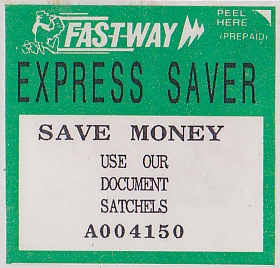 FASTWAY
PEEL
HERE
(PREPAID)
EXPRESS SAVER
SAVE MONEY
USE OUR
DOCUMENT
SATCHELS
A004150